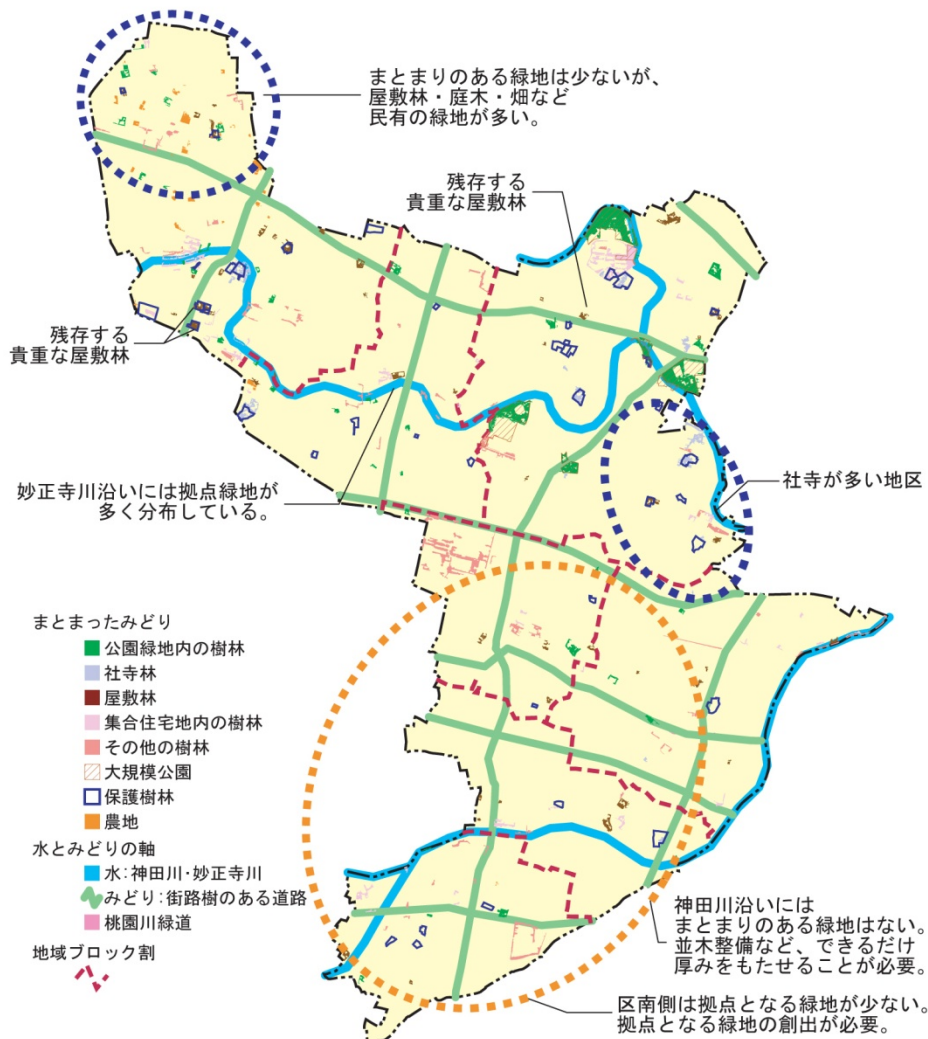 まとまりのある緑地は少ないが、
屋敷林・庭木・畑など
民有の緑地が多い。
残存する
貴重な屋敷林
残存する
貴重な屋敷林
妙正寺川沿いには拠点緑地が
多く分布している。
社寺が多い地区
まとまったみどり
公園緑地内の樹林
社寺林
屋敷林
集合住宅地内の樹林
その他の樹林
大規模公園
保護樹林
農地
水とみどりの軸
水:神田川・妙正寺川
みどり:街路樹のある道路
桃園川緑道
地域ブロック割
神田川沿いには
まとまりのある緑地はない。
並木整備など、できるだけ
厚みをもたせることが必要。
区南側は拠点となる緑地が少ない。
拠点となる緑地の創出が必要。